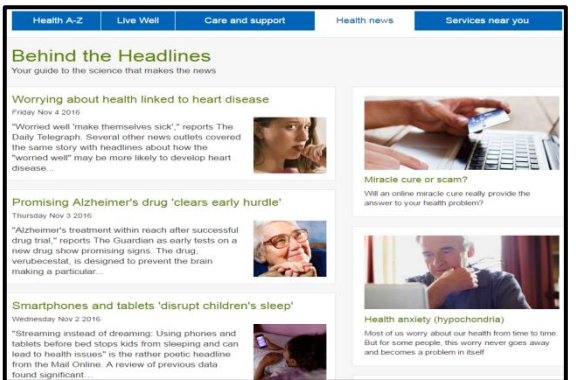 Health A-Z Live Well Care and support Health news Services near you
Behind the Headlines
Your guide to the science that makes the news
Worrying about health linked to heart disease
Friday Nov 4 2016
"Worried well 'make themselves sick'," reports The
Daily Telegraph. Several other news outlets covered
the same story with headlines about how the
"worried well" may be more likely to develop heart
disease...
Promising Alzheimer's drug 'clears early hurdle'
Thursday Nov 3 2016
"Alzheimer's treatment within reach after successful
drug trial," reports The Guardian as early tests on a
new drug show promising signs. The drug,
verubecestat, is designed to prevent the brain
making a particular...
Smartphones and tablets 'disrupt children's sleep'
Wednesday Nov 2 2016
"Streaming instead of dreaming: Using phones and
tablets before bed stops kids from sleeping and can
lead to health issues" is the rather poetic headline
from the Mail Online. A review of previous data
found significant...
Miracle cure or scam?
Will an online miracle cure really provide the
answer to your health problem?
Health anxiety (hypochondria)
Most of us worry about our health from time to time.
But for some people, this worry never goes away
and becomes a problem in itself